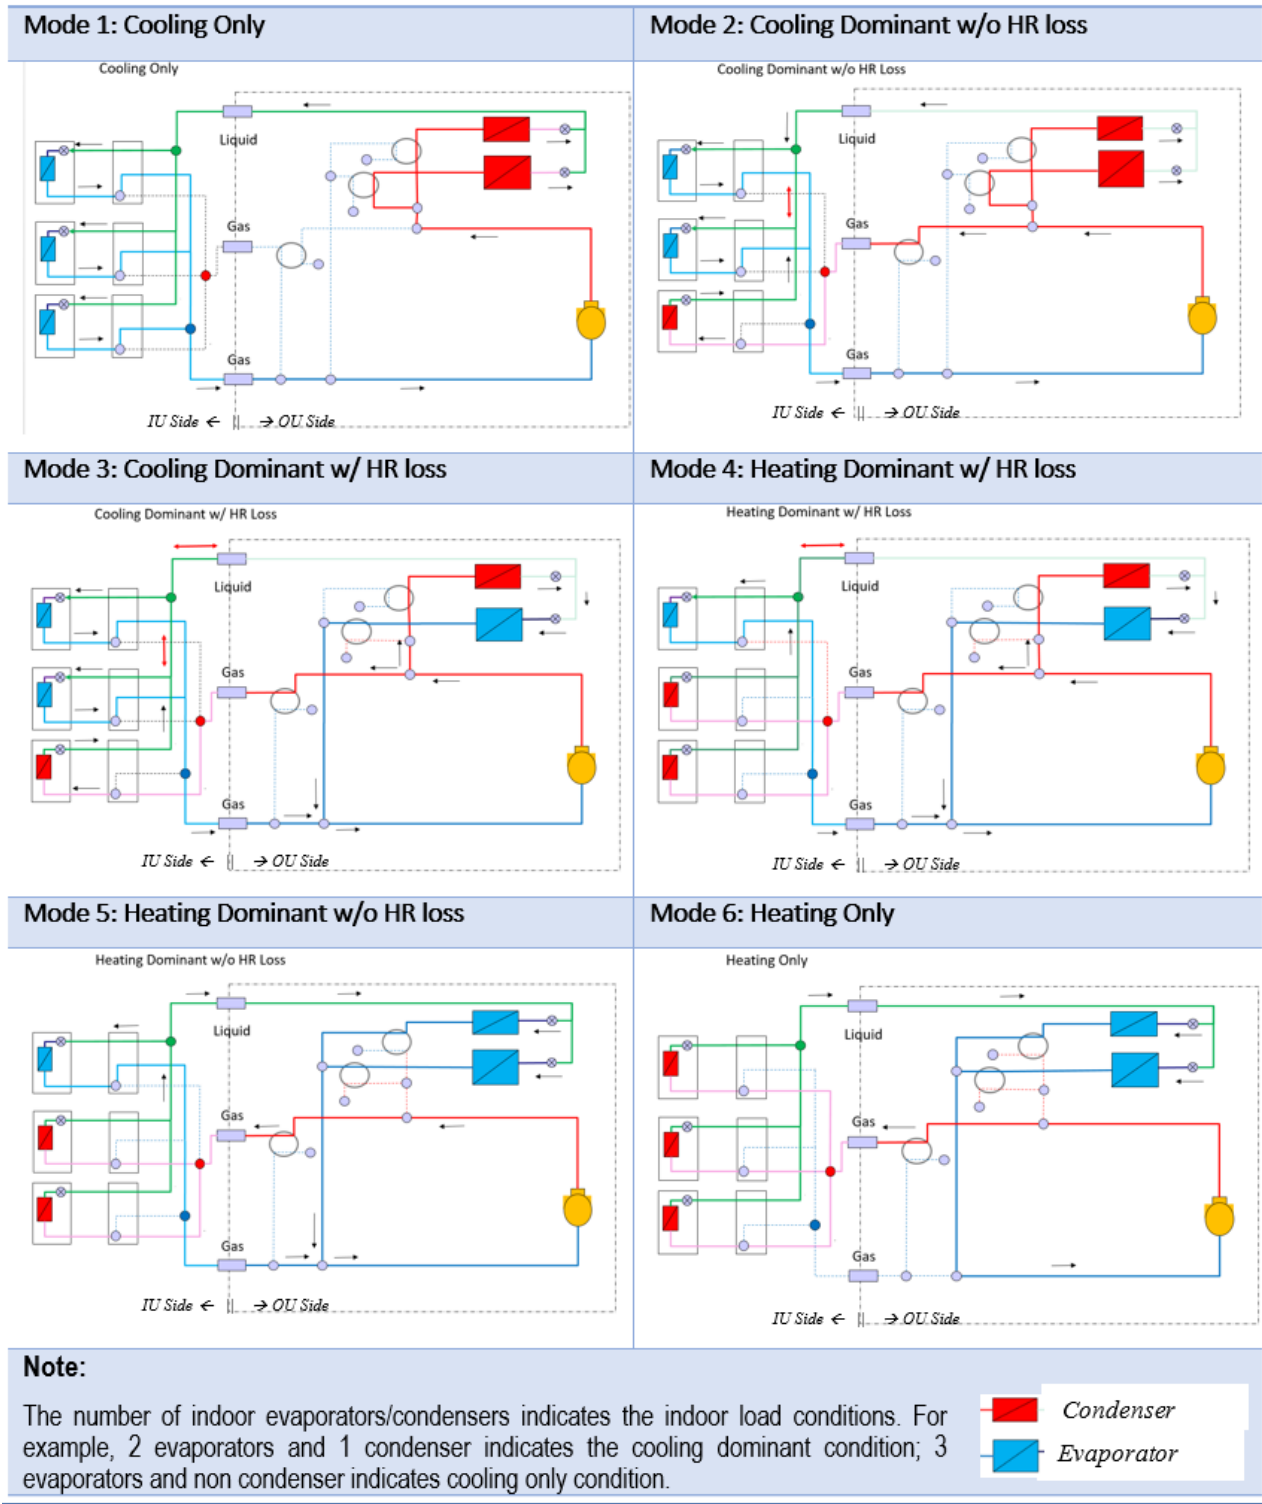 Mode 1: Cooling Only
Mode 2: Cooling Dominant w/o HR loss
Cooling Only
Liquid
Gas
Gas
IU Side ← || → OU Side
Cooling Dominant w/o HR Loss
Liquid
Gas
Gas
IU Side ← || → OU Side
Mode 3: Cooling Dominant w/ HR loss
Mode 4: Heating Dominant w/ HR loss
Cooling Dominant w/ HR Loss
Liquid
Gas
Gas
IU Side ← || → OU Side
Heating Dominant w/ HR Loss
Liquid
Gas
Gas
IU Side ← || → OU Side
Mode 5: Heating Dominant w/o HR loss
Mode 6: Heating Only
Heating Dominant w/o HR Loss
Liquid
Gas
Gas
IU Side ← || → OU Side
Heating Only
Liquid
Gas
Gas
IU Side ← || → OU Side
Note:
The number of indoor evaporators/condensers indicates the indoor load conditions. For
example, 2 evaporators and 1 condenser indicates the cooling dominant condition; 3
evaporators and non condenser indicates cooling only condition.
Condenser
Evaporator